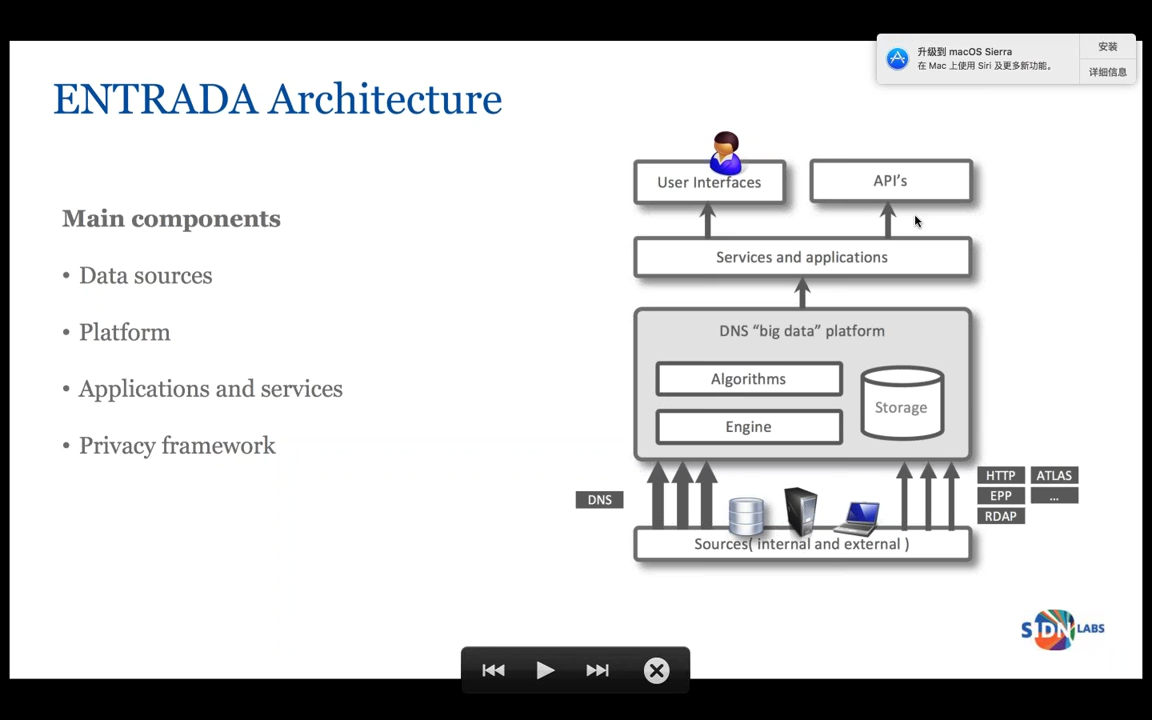 升级到 macOS Sierra
在 Mac 上使用 Siri 及更多新功能。
安装
详细信息
ENTRADA Architecture
Main components
• Data sources
• Platform
• Applications and services
• Privacy framework
User Interfaces
API's
Services and applications
DNS “big data” platform
Algorithms
Engine
Storage
DNS
HTTP
ATLAS
EPP
...
RDAP
Sources( internal and external )
SIDN LABS